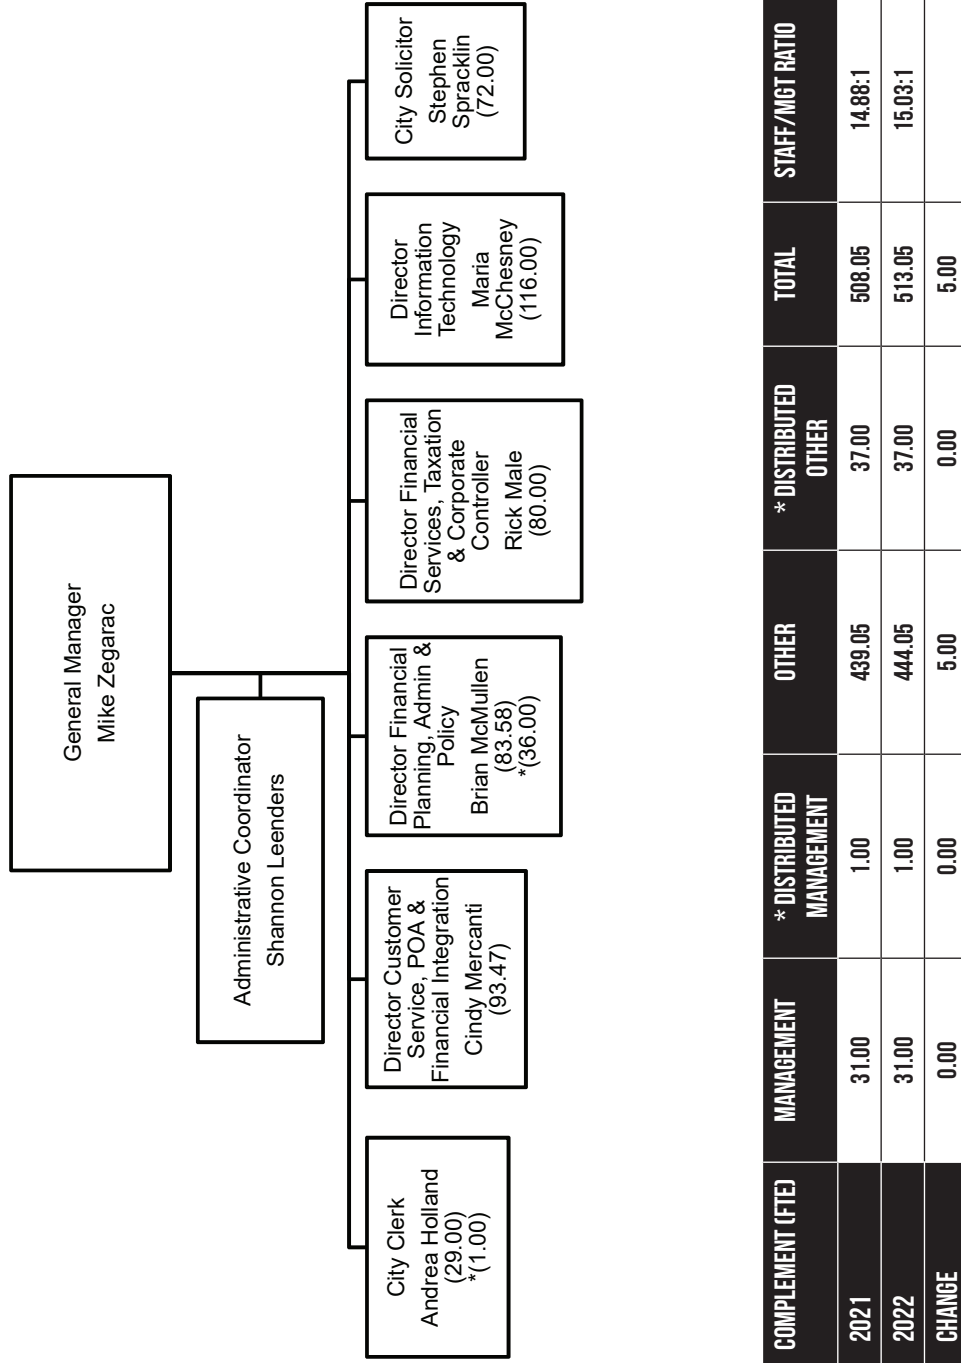 General Manager
Mike Zegarac
Administrative Coordinator
Shannon Leenders
City Clerk
Andrea Holland
(29.00)
*(1.00)
Director Customer
Service, POA &
Financial Integration
Cindy Mercanti
(93.47)
Director Financial
Planning, Admin &
Policy
Brian McMullen
(83.58)
*(36.00)
Director Financial
Services, Taxation
& Corporate
Controller
Rick Male
(80.00)
Director
Information
Technology
Maria
McChesney
(116.00)
City Solicitor
Stephen
Spracklin
(72.00)
COMPLEMENT (FTE) MANAGEMENT * DISTRIBUTED MANAGEMENT OTHER * DISTRIBUTED OTHER TOTAL STAFF/MGT RATIO
2021 31.00 1.00 439.05 37.00 508.05 14.88:1
2022 31.00 1.00 444.05 37.00 513.05 15.03:1
CHANGE 0.00 0.00 5.00 0.00 5.00